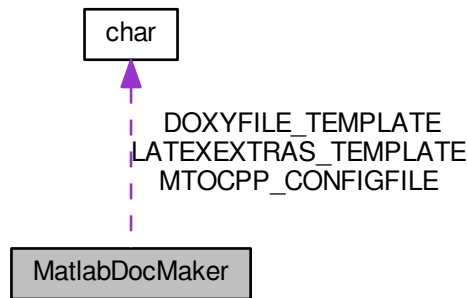 char
DOXYFILE_TEMPLATE
LATEXEXTRAS_TEMPLATE
MTOCPP_CONFIGFILE
MatlabDocMaker